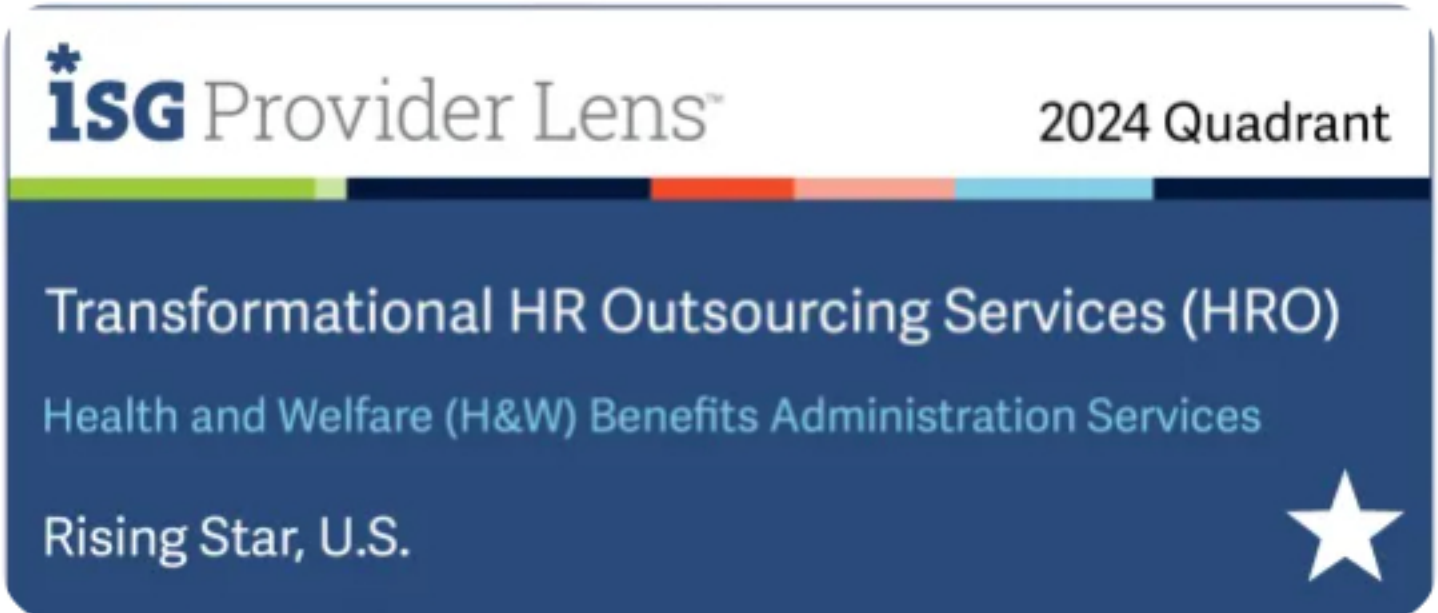 ISG Provider Lens™
2024 Quadrant
Transformational HR Outsourcing Services (HRO)
Health and Welfare (H&W) Benefits Administration Services
Rising Star, U.S.